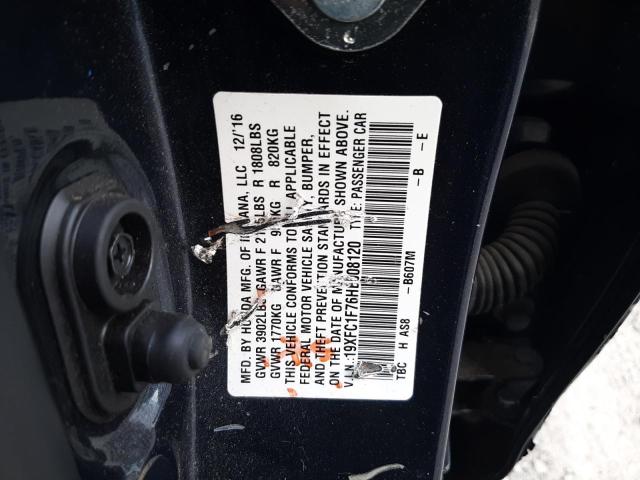 MFD. BY HONDA MFG. OF INDIANA, LLC 12/'16
GVWR 3902LBS GAWR F 2 LBS R 1808LBS
GVWR 1770KG GAWR F KG R 820KG
THIS VEHICLE CONFORMS TO APPLICABLE
FEDERAL MOTOR VEHICLE SAFETY, BUMPER,
AND THEFT PREVENTION STANDARDS IN EFFECT
ON THE DATE OF MANUFACTURE SHOWN ABOVE.
V.I.N.:19XFC1F76HE008120 TYPE: PASSENGER CAR
TBC H AS8 -B607M -B -E